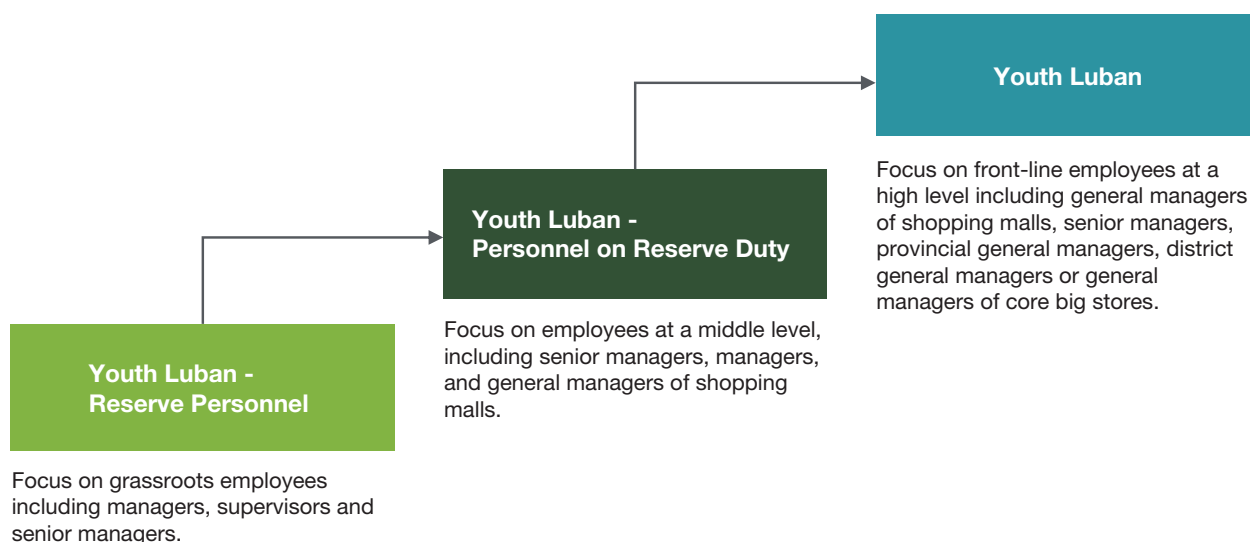 Youth Luban
Focus on front-line employees at a
high level including general managers
of shopping malls, senior managers,
provincial general managers, district
general managers or general
managers of core big stores.
Youth Luban -
Personnel on Reserve Duty
Focus on employees at a middle level,
including senior managers, managers,
and general managers of shopping
malls.
Youth Luban -
Reserve Personnel
Focus on grassroots employees
including managers, supervisors and
senior managers.